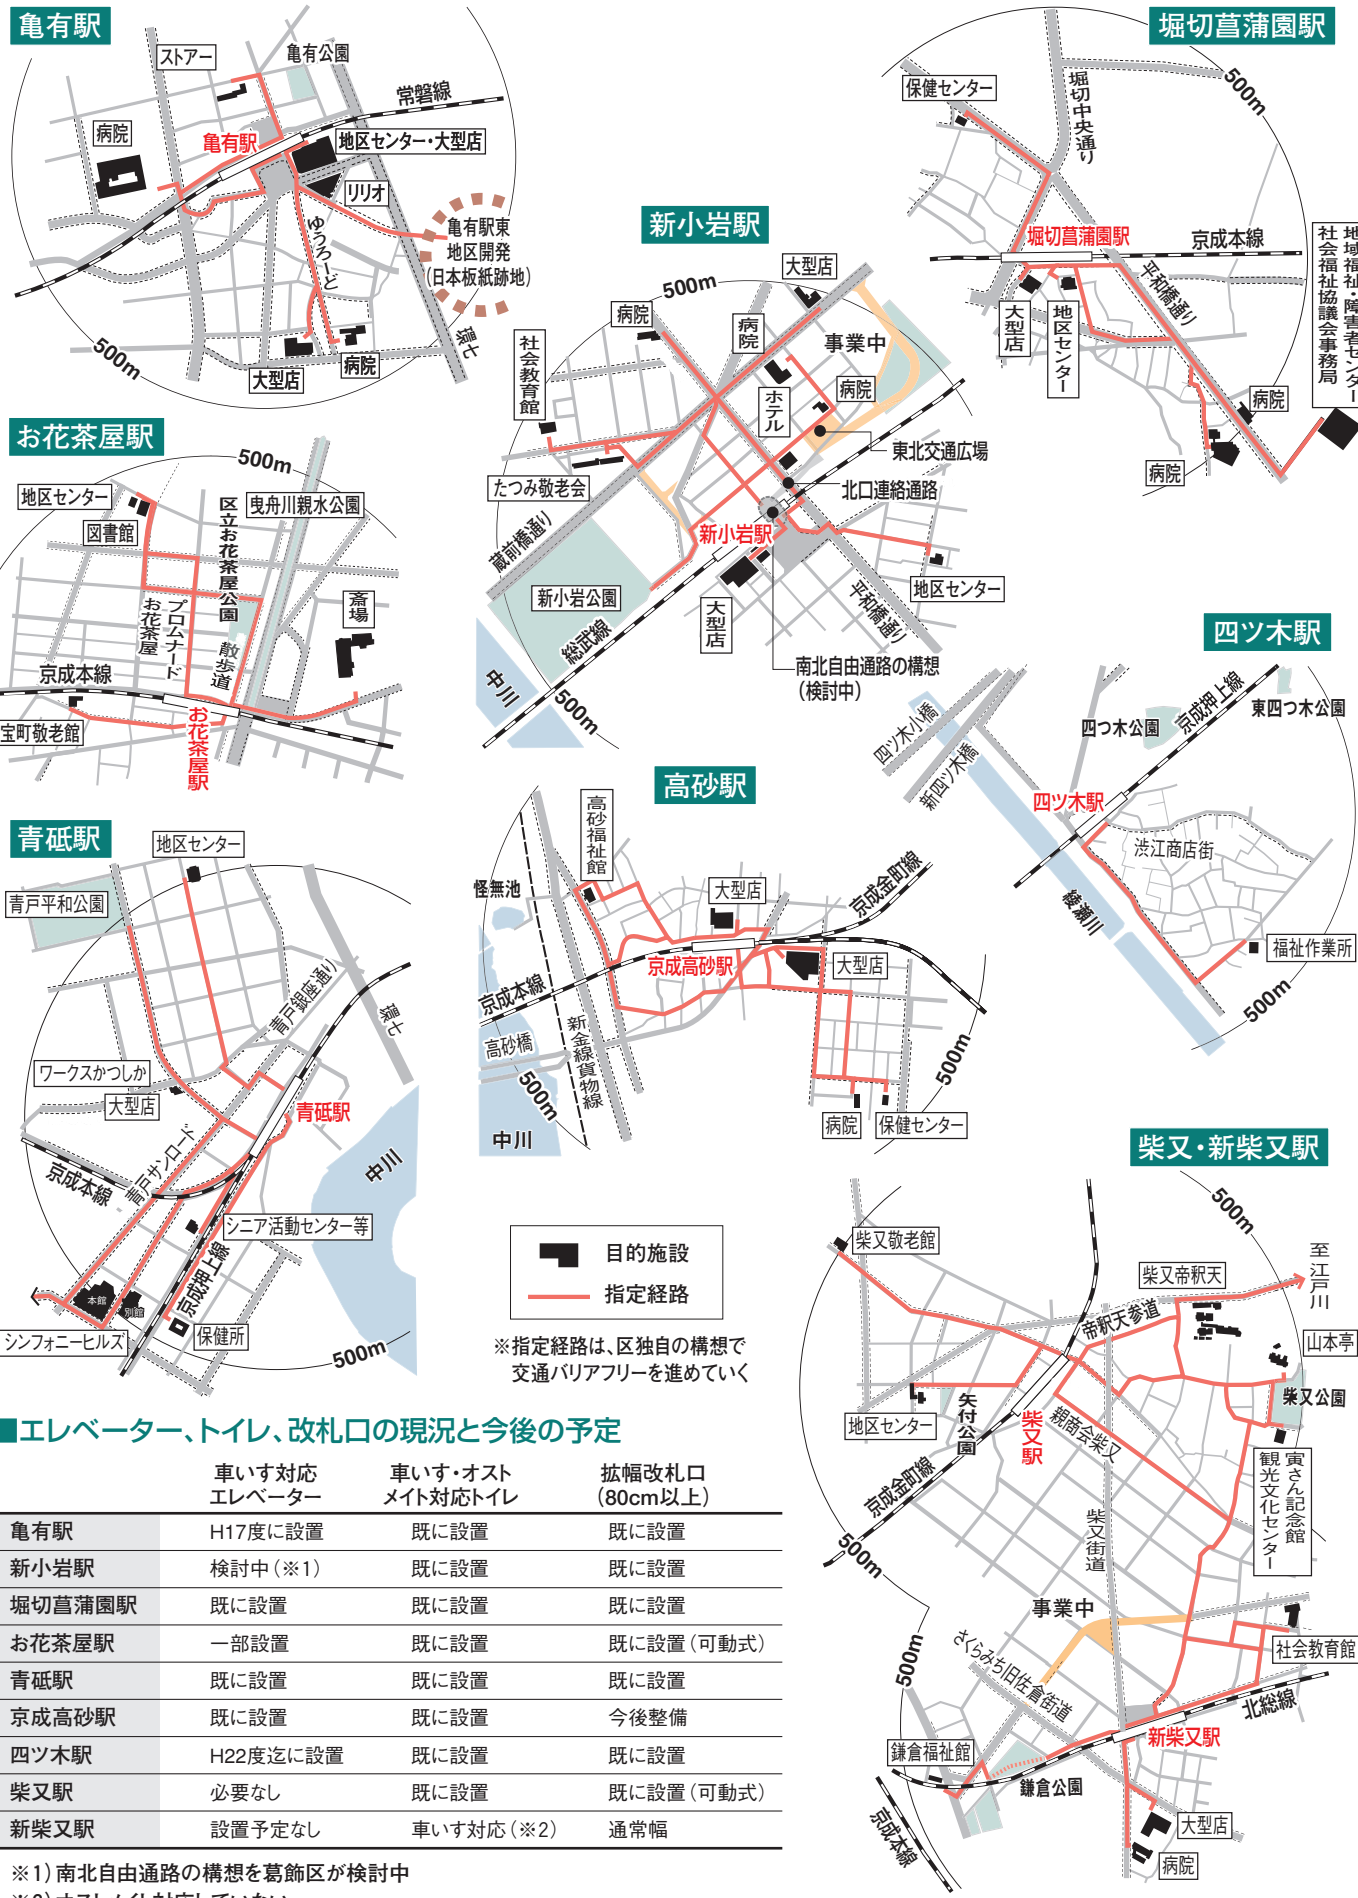 亀有駅
ストアー
亀有公園
常磐線
病院
亀有駅
地区センター・大型店
リリオ
ゆうろーど
亀有駅東
地区開発
(日本板紙跡地)
環七
500m
大型店
病院
堀切菖蒲園駅
500m
保健センター
堀切中央通り
堀切菖蒲園駅
京成本線
平和橋通り
大型店
地区センター
病院
病院
地域福祉・障害者センター
社会福祉協議会事務局
新小岩駅
500m
大型店
病院
病院
社会教育館
事業中
病院
ホテル
東北交通広場
たつみ敬老会
北口連絡通路
蔵前橋通り
新小岩駅
新小岩公園
地区センター
大型店
平和橋通り
総武線
南北自由通路の構想
(検討中)
中川
500m
お花茶屋駅
500m
地区センター
図書館
区立お花茶屋公園
曳舟川親水公園
プロムナード
お花茶屋
散歩道
斎場
京成本線
宝町敬老館
お花茶屋駅
四ツ木駅
四ツ木小橋
新四ツ木橋
四つ木公園
京成押上線
東四つ木公園
四ツ木駅
渋江商店街
綾瀬川
福祉作業所
500m
高砂駅
高砂福祉館
怪無池
大型店
京成金町線
京成高砂駅
大型店
京成本線
高砂橋
新金線貨物線
500m
500m
中川
病院
保健センター
青砥駅
地区センター
青戸平和公園
青戸銀座通り
環七
ワークスかつしか
大型店
青砥駅
青戸サンロード
京成本線
中川
シニア活動センター等
京成押上線
本館
別館
シンフォニーヒルズ
保健所
500m
目的施設
指定経路
※指定経路は、区独自の構想で
交通バリアフリーを進めていく
柴又・新柴又駅
500m
柴又敬老館
至江戸川
柴又帝釈天
帝釈天参道
山本亭
柴又公園
地区センター
矢付公園
柴又駅
親商会柴又
京成金町線
寅さん記念館
観光文化センター
柴又街道
500m
事業中
さくらみち旧佐倉街道
社会教育館
500m
北総線
新柴又駅
鎌倉福祉館
鎌倉公園
京成本線
大型店
病院
■エレベーター、トイレ、改札口の現況と今後の予定
車いす対応
エレベーター
車いす・オスト
メイト対応トイレ
拡幅改札口
(80cm以上)
亀有駅 H17度に設置 既に設置 既に設置
新小岩駅 検討中(※1) 既に設置 既に設置
堀切菖蒲園駅 既に設置 既に設置 既に設置
お花茶屋駅 一部設置 既に設置 既に設置(可動式)
青砥駅 既に設置 既に設置 既に設置
京成高砂駅 既に設置 既に設置 今後整備
四ツ木駅 H22度迄に設置 既に設置 既に設置
柴又駅 必要なし 既に設置 既に設置(可動式)
新柴又駅 設置予定なし 車いす対応(※2) 通常幅
※1)南北自由通路の構想を葛飾区が検討中